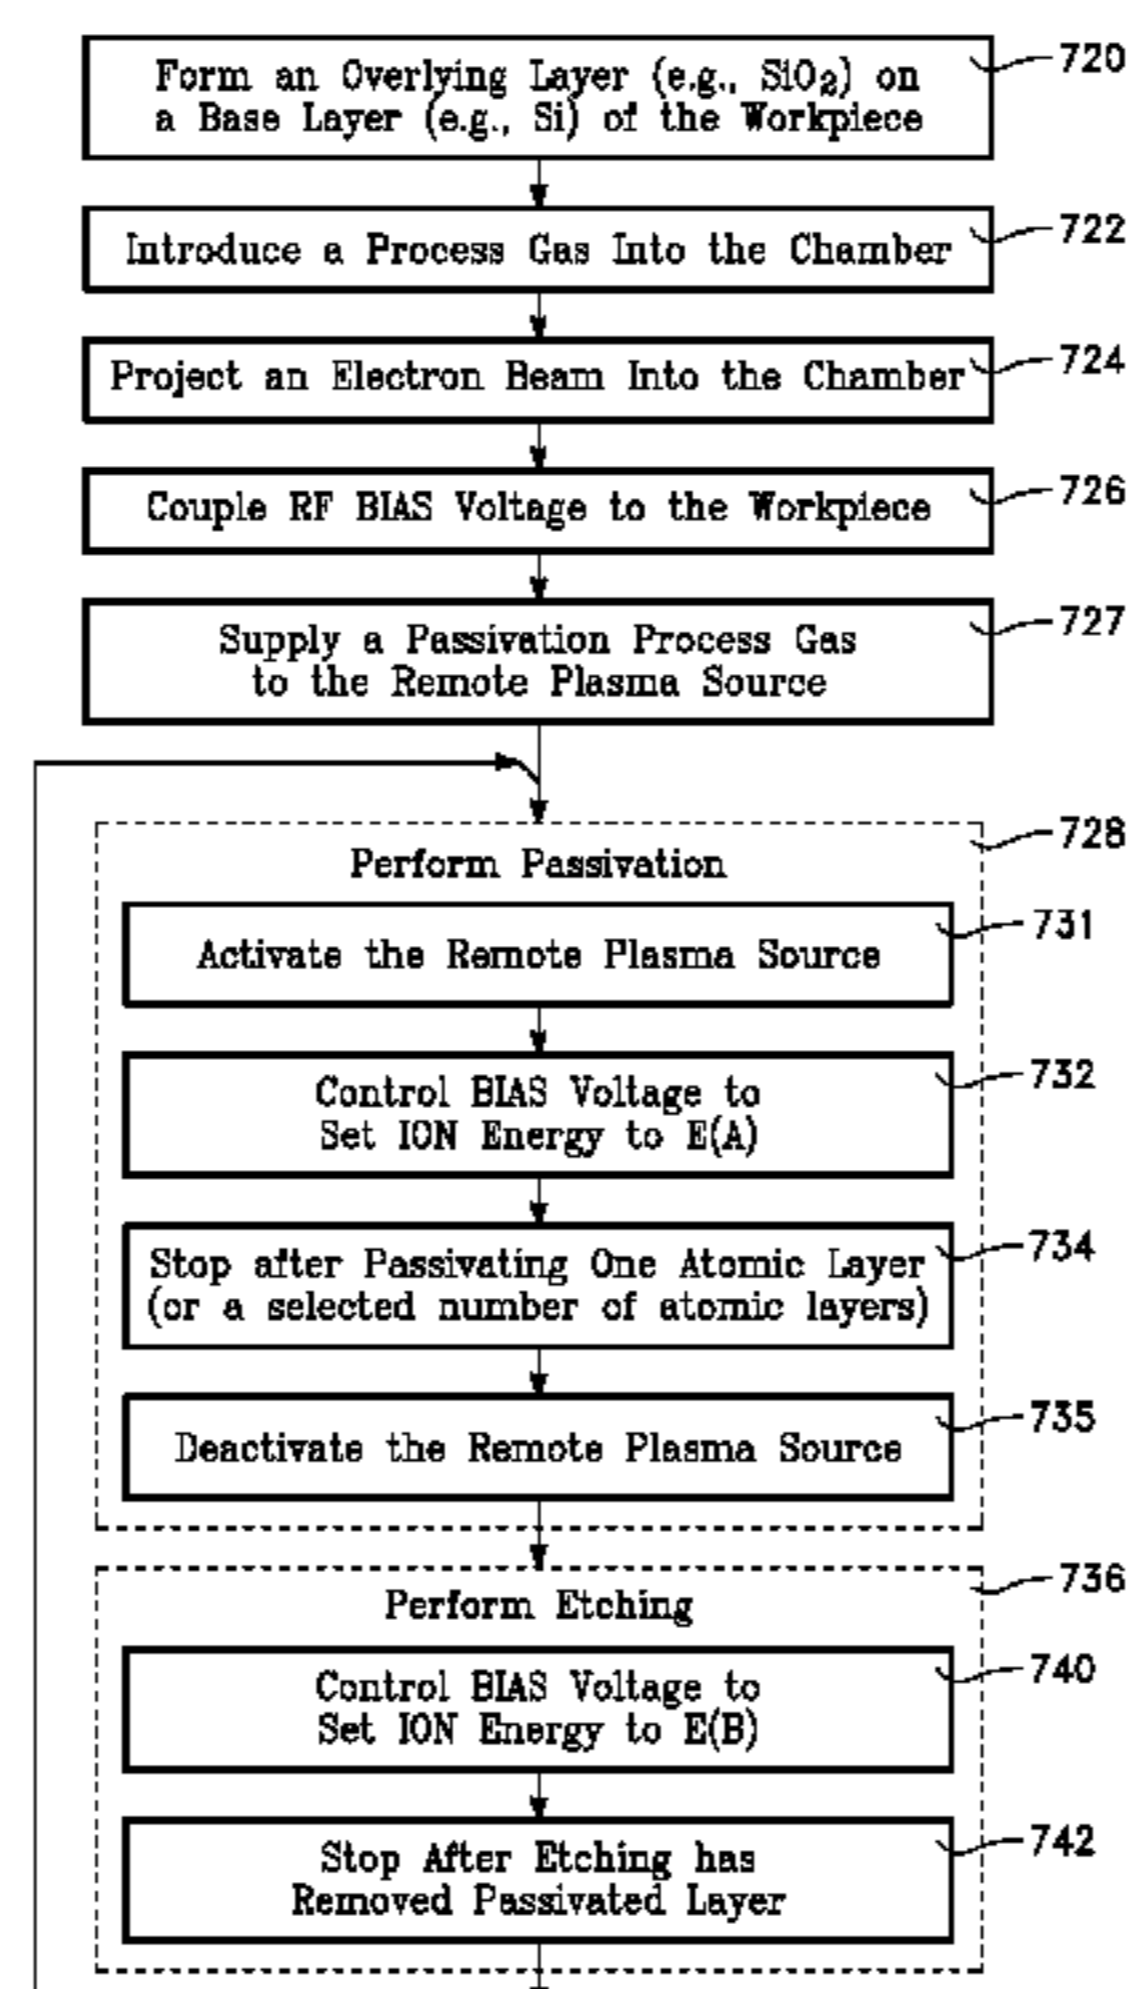 Form an Overlying Layer (e.g., SiO2) on
a Base Layer (e.g., Si) of the Workpiece
720
Introduce a Process Gas Into the Chamber
722
Project an Electron Beam Into the Chamber
724
Couple RF BIAS Voltage to the Workpiece
726
Supply a Passivation Process Gas
to the Remote Plasma Source
727
Perform Passivation
728
Activate the Remote Plasma Source
731
Control BIAS Voltage to
Set ION Energy to E(A)
732
Stop after Passivating One Atomic Layer
(or a selected number of atomic layers)
734
Deactivate the Remote Plasma Source
735
Perform Etching
736
Control BIAS Voltage to
Set ION Energy to E(B)
740
Stop After Etching has
Removed Passivated Layer
742